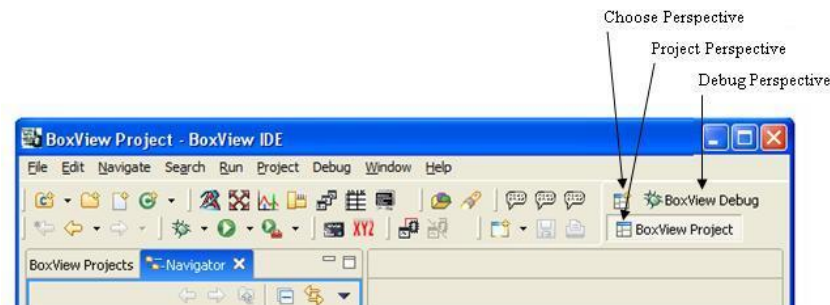 Choose Perspective
Project Perspective
Debug Perspective
BoxView Project - BoxView IDE
File Edit Navigate Search Run Project Debug Window Help
BoxView Debug
XYZ
BoxView Project
BoxView Projects Navigator